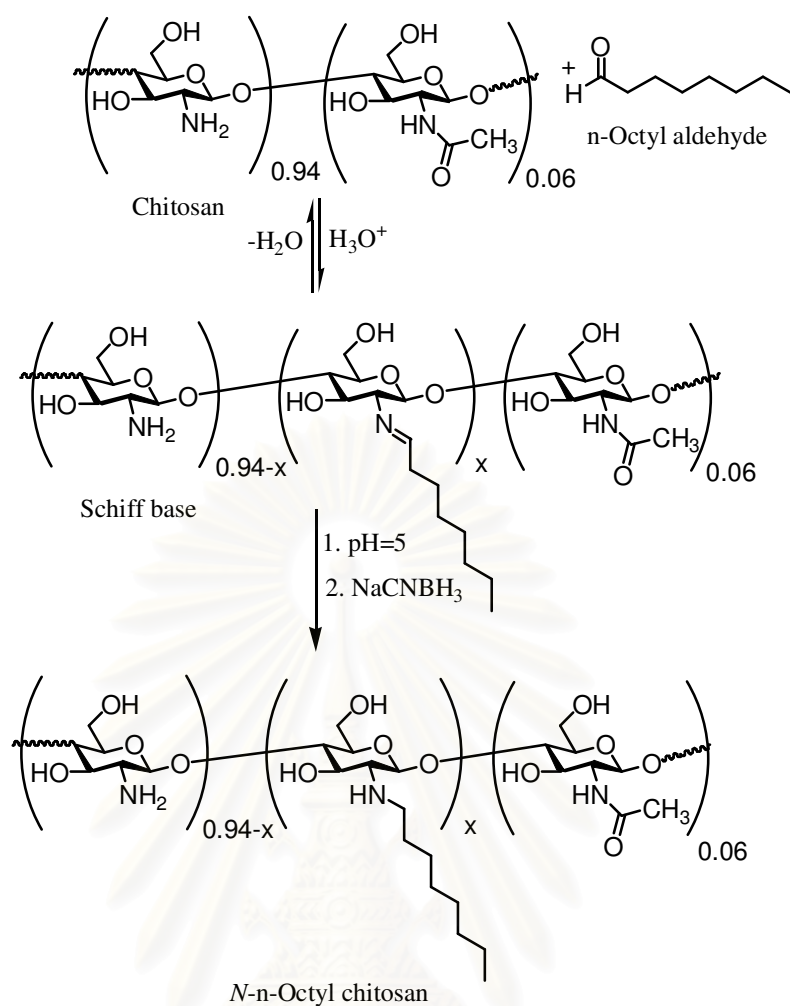 OH OH O
O O O O + H
HO HO
NH2 HN CH3 n-Octyl aldehyde
O
0.94 0.06
Chitosan
-H2O H3O+
OH OH OH
O O O O O O
HO HO HO
NH2 N HN CH3
O
0.94-x x 0.06
Schiff base
1. pH=5
2. NaCNBH3
OH OH OH
O O O O O O
HO HO HO
NH2 HN HN CH3
O
0.94-x x 0.06
N-n-Octyl chitosan